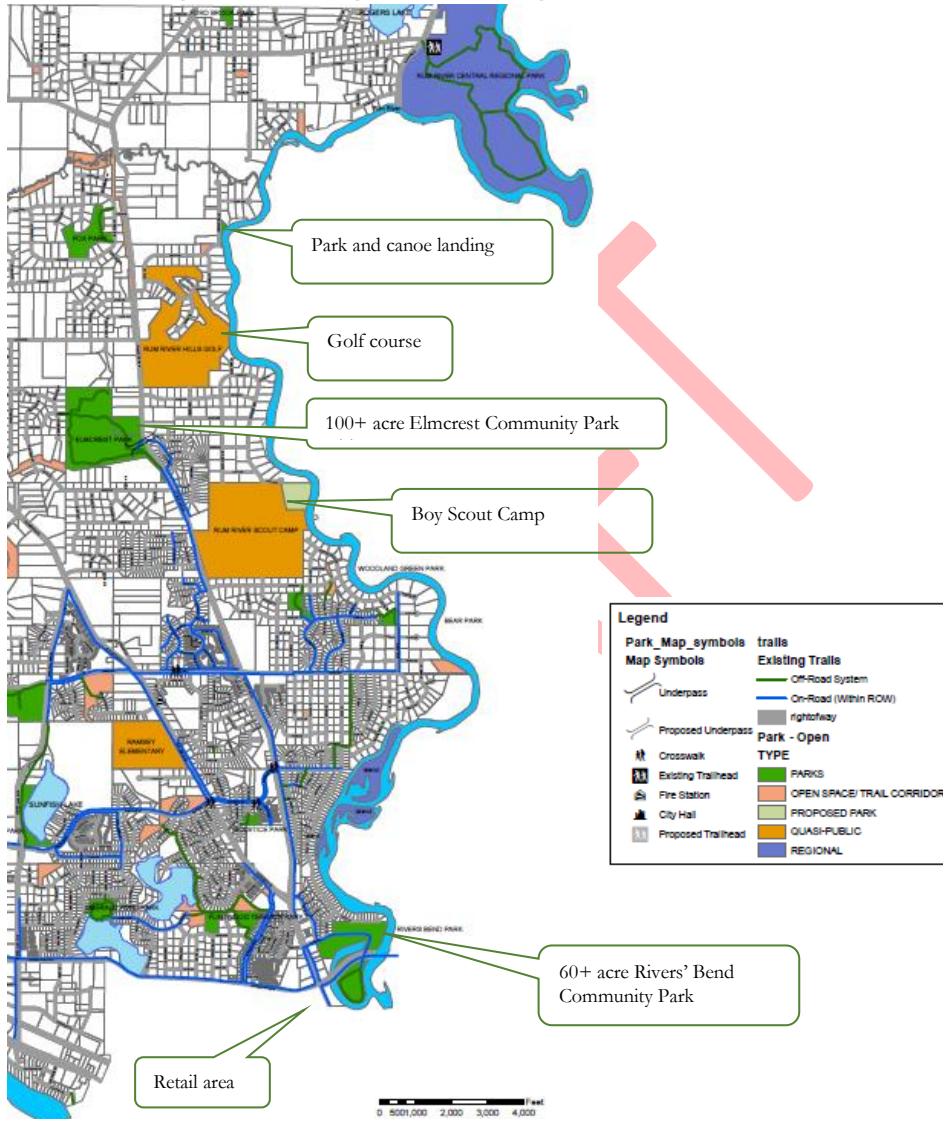 ROGERS LAKE
RUM RIVER CENTRAL REGIONAL PARK
Park and canoe landing
FOX PARK
Golf course
RUM RIVER HILLS GOLF
100+ acre Elmcrest Community Park
ELMCREST PARK
Boy Scout Camp
RUM RIVER SCOUT CAMP
WOODLAND GREEN PARK
BEAR PARK
RAMSEY
ELEMENTARY
SUNFISH LAKE
SOLSTICE PARK
RIVERS BEND PARK
60+ acre Rivers' Bend
Community Park
Retail area
Feet
0 5001,000 2,000 3,000 4,000
Legend
Park_Map_symbols trails
Map Symbols Existing Trails
Underpass Off-Road System
On-Road (Within ROW)
rightofway
Proposed Underpass Park - Open
Crosswalk TYPE
Existing Trailhead PARKS
Fire Station OPEN SPACE/ TRAIL CORRIDOR
City Hall PROPOSED PARK
Proposed Trailhead QUASI-PUBLIC
REGIONAL